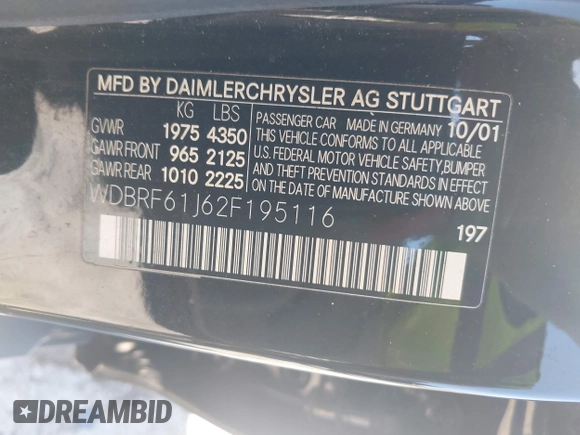 MFD BY DAIMLERCHRYSLER AG STUTTGART
KG LBS
GVWR 1975 4350
GAWR FRONT 965 2125
GAWR REAR 1010 2225
PASSENGER CAR MADE IN GERMANY 10/01
THIS VEHICLE CONFORMS TO ALL APPLICABLE
U.S. FEDERAL MOTOR VEHICLE SAFETY, BUMPER
AND THEFT PREVENTION STANDARDS IN EFFECT
ON THE DATE OF MANUFACTURE SHOWN ABOVE.
WDBRF61J62F195116
197
DREAMBID